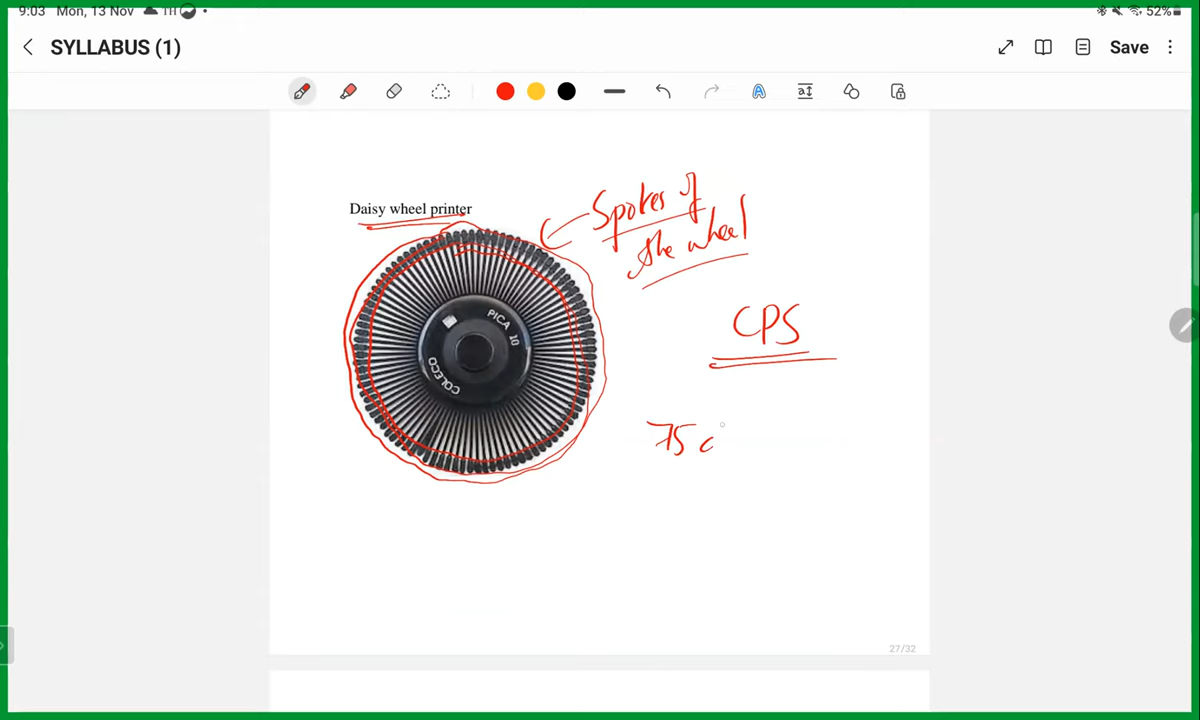 9:03 Mon, 13 Nov TH
52%
SYLLABUS (1)
Save
Daisy wheel printer
Spokes of
the wheel
PICA 10
COLECO
CPS
75 c
27/32